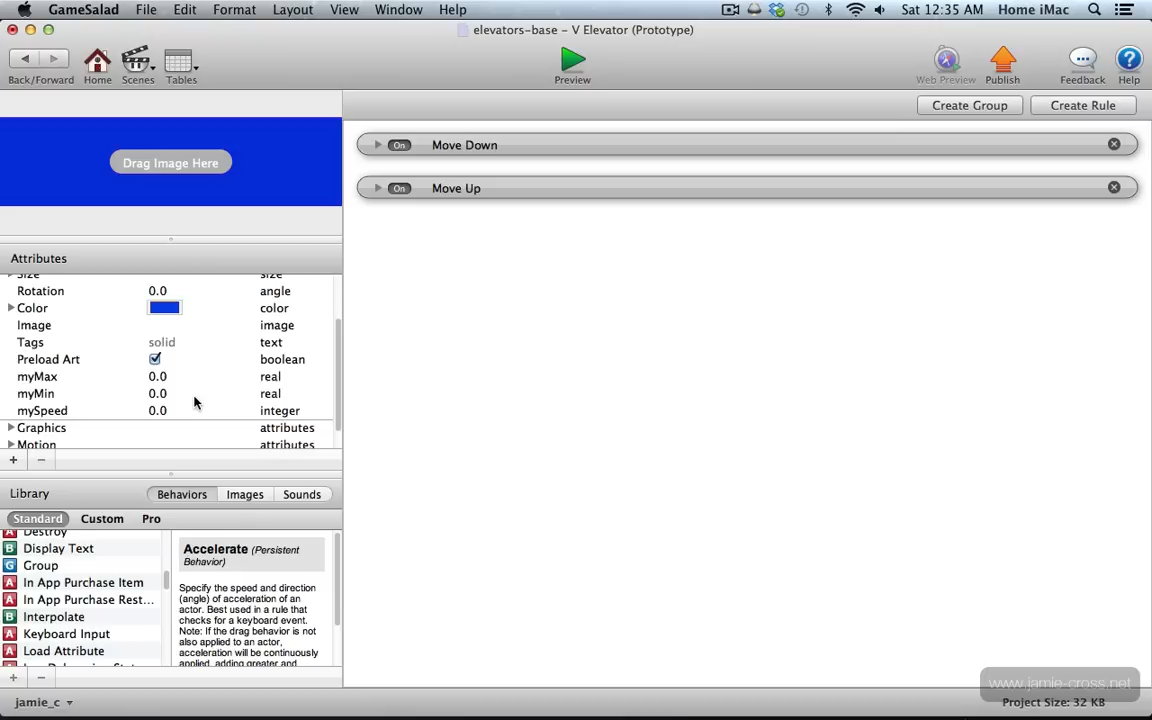 GameSalad File Edit Format Layout View Window Help Sat 12:35 AM Home iMac
elevators-base – V Elevator (Prototype)
Back/Forward Home Scenes Tables Preview Web Preview Publish Feedback Help
Create Group Create Rule
Drag Image Here
On Move Down
On Move Up
Attributes
Size size
Rotation 0.0 angle
Color color
Image image
Tags solid text
Preload Art boolean
myMax 0.0 real
myMin 0.0 real
mySpeed 0.0 integer
Graphics attributes
Motion attributes
+ −
Library Behaviors Images Sounds
Standard Custom Pro
A Destroy
B Display Text
G Group
A In App Purchase Item
A In App Purchase Rest...
B Interpolate
A Keyboard Input
A Load Attribute
Accelerate (Persistent
Behavior)
Specify the speed and direction
(angle) of acceleration of an
actor. Best used in a rule that
checks for a keyboard event.
Note: If the drag behavior is not
also applied to an actor,
acceleration will be continuously
applied, adding greater and
+ −
www.jamie-cross.net
jamie_c Project Size: 32 KB